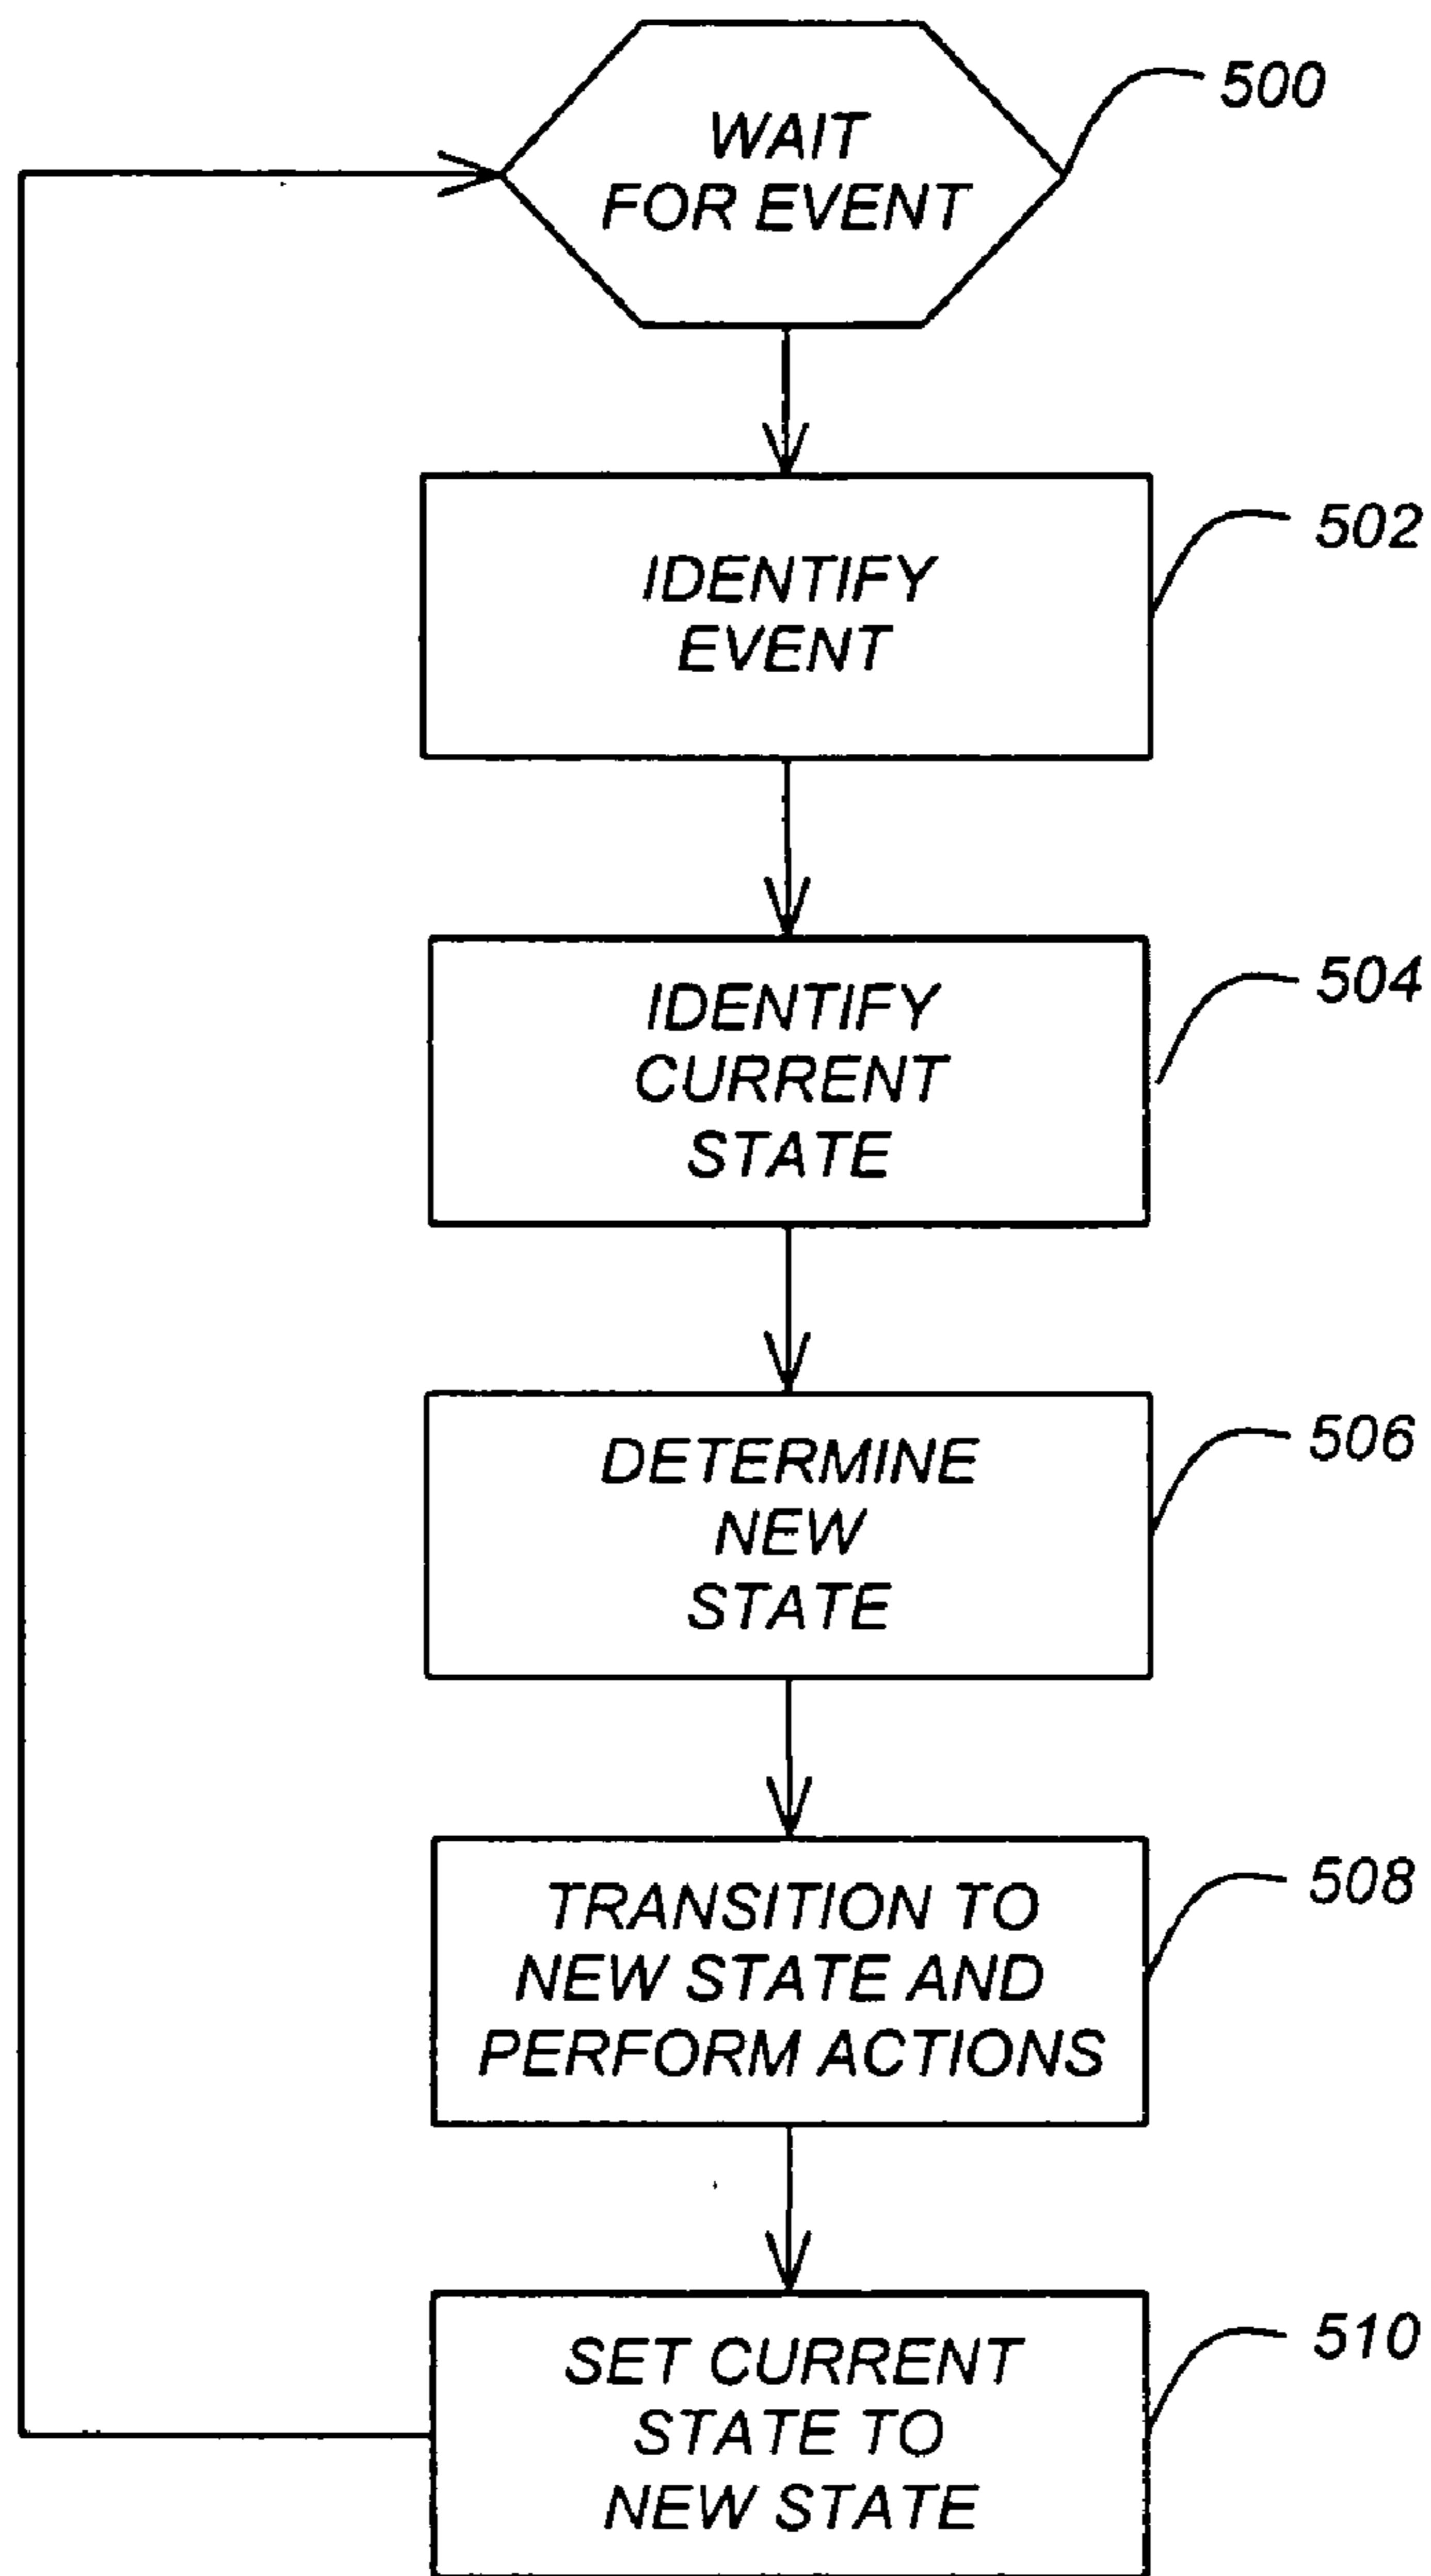 WAIT
FOR EVENT
500
IDENTIFY
EVENT
502
IDENTIFY
CURRENT
STATE
504
DETERMINE
NEW
STATE
506
TRANSITION TO
NEW STATE AND
PERFORM ACTIONS
508
SET CURRENT
STATE TO
NEW STATE
510